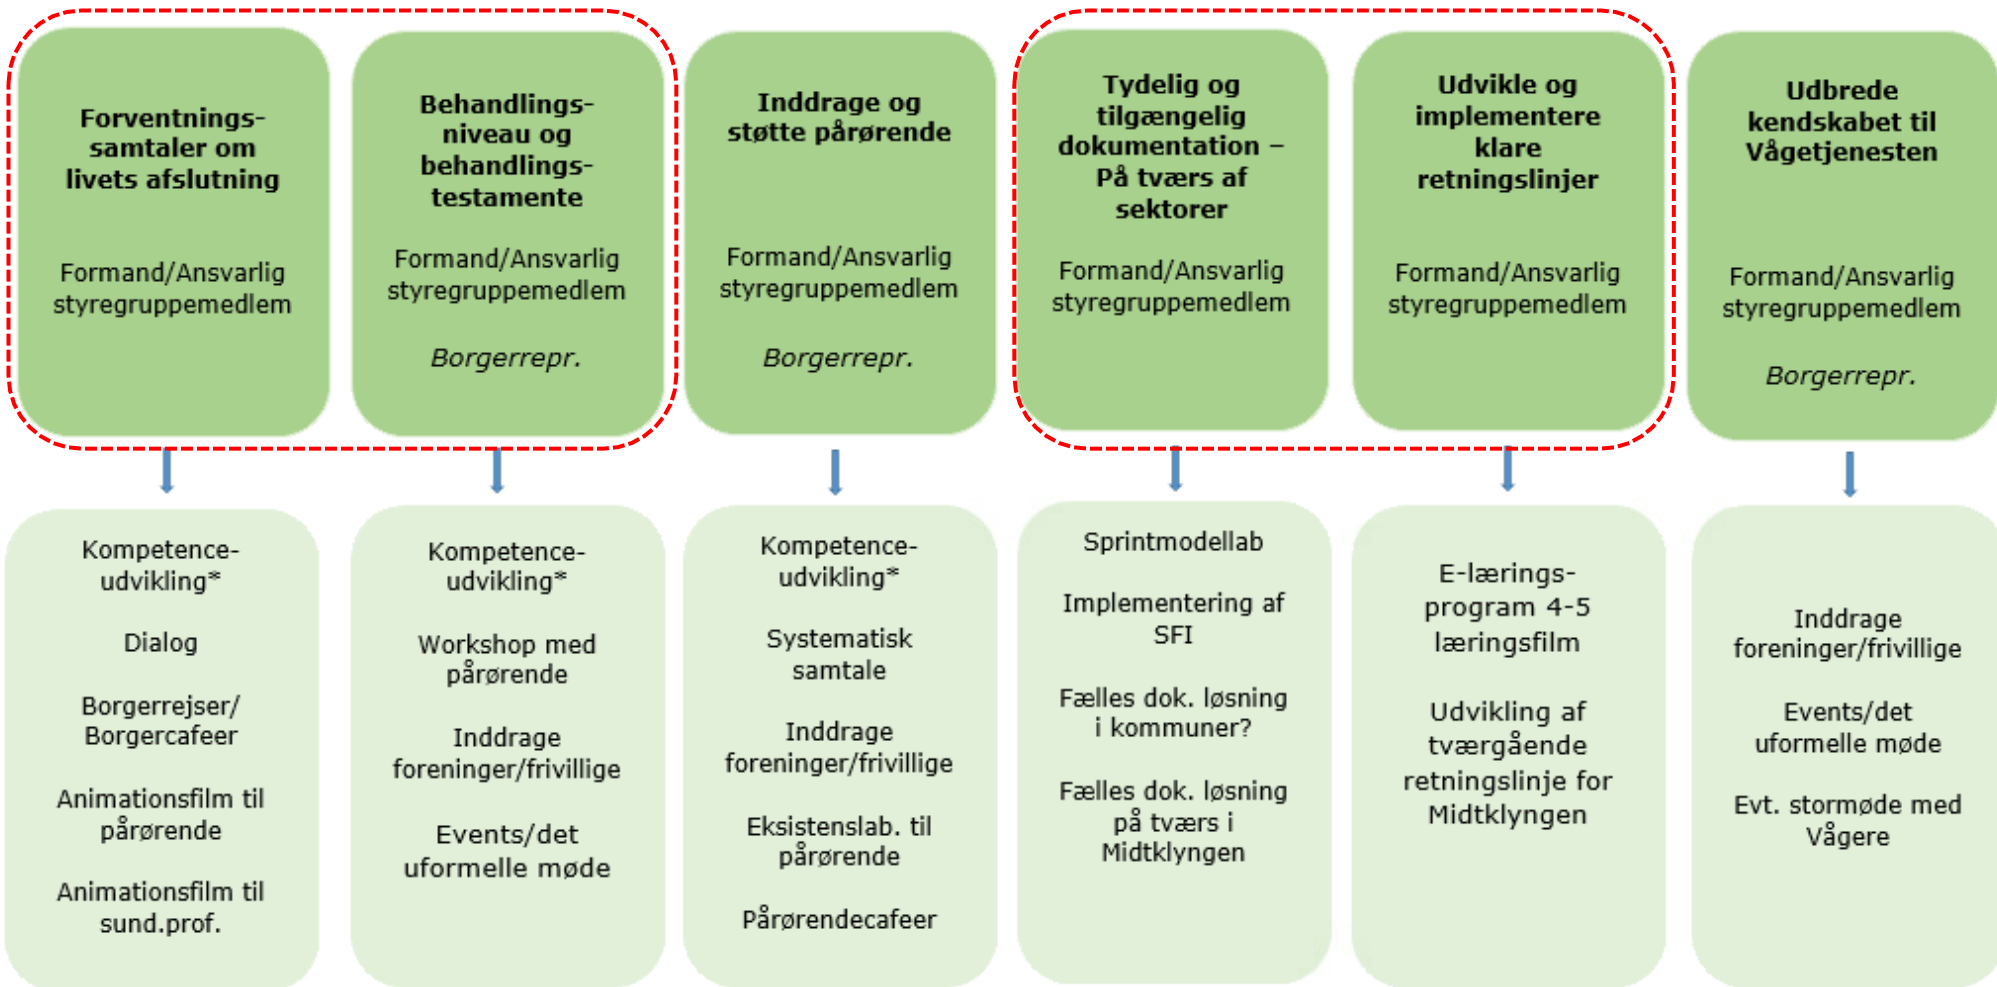 Forventnings-
samtaler om
livets afslutning
Formand/Ansvarlig
styregruppemedlem
Behandlings-
niveau og
behandlings-
testamente
Formand/Ansvarlig
styregruppemedlem
Borgerrepr.
Inddrage og
støtte pårørende
Formand/Ansvarlig
styregruppemedlem
Borgerrepr.
Tydelig og
tilgængelig
dokumentation –
På tværs af
sektorer
Formand/Ansvarlig
styregruppemedlem
Udvikle og
implementere
klare
retningslinjer
Formand/Ansvarlig
styregruppemedlem
Udbrede
kendskabet til
Vågetjenesten
Formand/Ansvarlig
styregruppemedlem
Borgerrepr.
Kompetence-
udvikling*
Dialog
Borgerrejser/
Borgercafeer
Animationsfilm til
pårørende
Animationsfilm til
sund.prof.
Kompetence-
udvikling*
Workshop med
pårørende
Inddrage
foreninger/frivillige
Events/det
uformelle møde
Kompetence-
udvikling*
Systematisk
samtale
Inddrage
foreninger/frivillige
Eksistenslab. til
pårørende
Pårørendecafeer
Sprintmodellab
Implementering af
SFI
Fælles dok. løsning
i kommuner?
Fælles dok. løsning
på tværs i
Midtklyngen
E-lærings-
program 4-5
læringsfilm
Udvikling af
tværgående
retningslinje for
Midtklyngen
Inddrage
foreninger/frivillige
Events/det
uformelle møde
Evt. stormøde med
Vågere